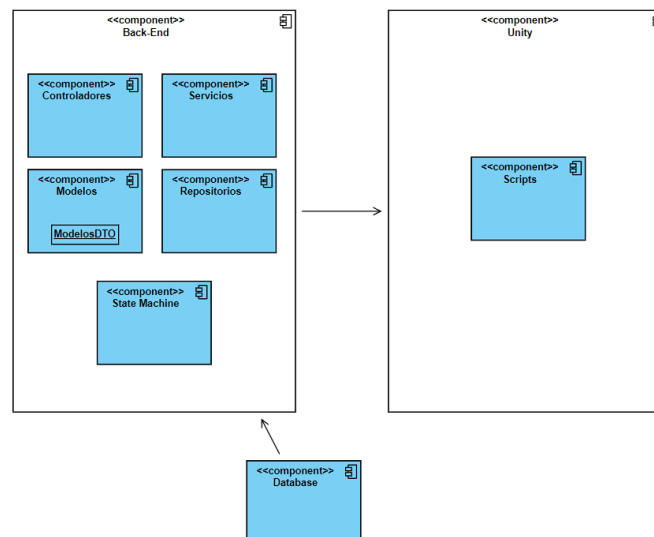 <<component>>
Back-End
<<component>>
Controladores
<<component>>
Servicios
<<component>>
Modelos
ModelosDTO
<<component>>
Repositorios
<<component>>
State Machine
<<component>>
Unity
<<component>>
Scripts
<<component>>
Database